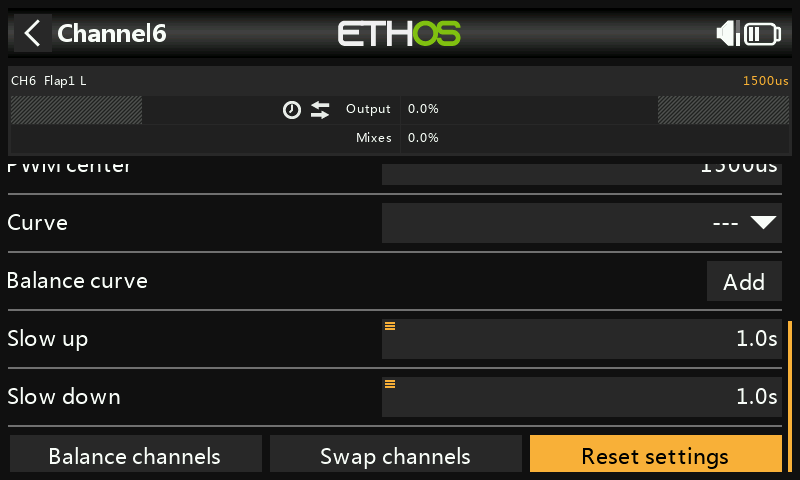 Channel6
ETHOS
CH6 Flap1 L
1500us
Output 0.0%
Mixes 0.0%
PWM center 1500us
Curve ---
Balance curve Add
Slow up 1.0s
Slow down 1.0s
Balance channels Swap channels Reset settings